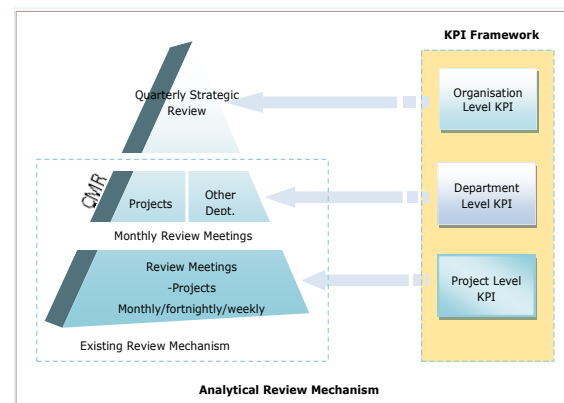 KPI Framework
Quarterly Strategic
Review
Organisation
Level KPI
CMR
Projects
Other
Dept.
Department
Level KPI
Monthly Review Meetings
Review Meetings
-Projects
Monthly/fortnightly/weekly
Project Level
KPI
Existing Review Mechanism
Analytical Review Mechanism